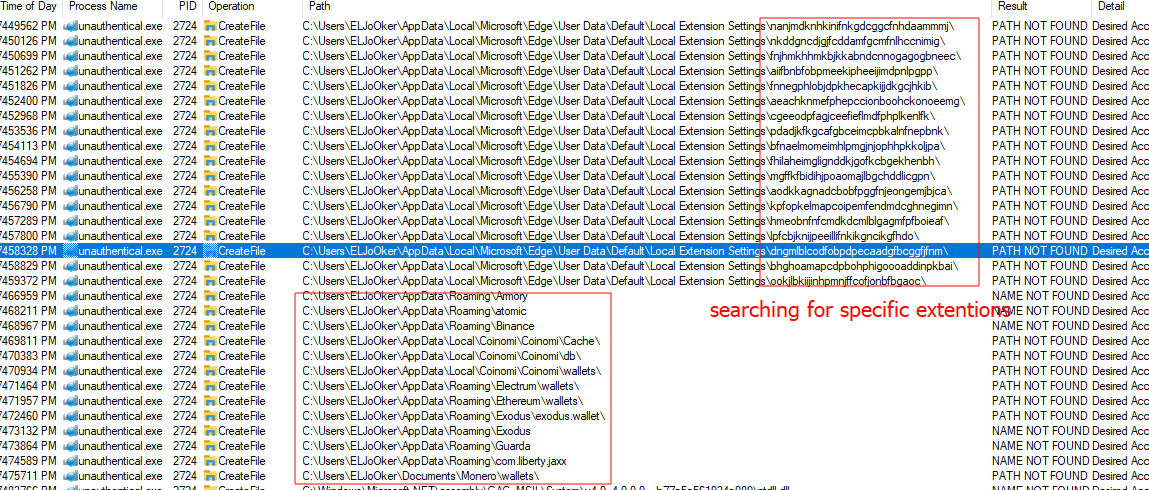 Time of Day Process Name PID Operation Path Result Detail
7449562 PM unauthentical.exe 2724 CreateFile C:\Users\ELJoOker\AppData\Local\Microsoft\Edge\User Data\Default\Local Extension Settings\nanjmdknhkinifnkgdcggcfnhdaammmj\ PATH NOT FOUND Desired Acc
7450126 PM unauthentical.exe 2724 CreateFile C:\Users\ELJoOker\AppData\Local\Microsoft\Edge\User Data\Default\Local Extension Settings\nkddgncdjgjfcddamfgcmfnlhccnimig\ PATH NOT FOUND Desired Acc
7450699 PM unauthentical.exe 2724 CreateFile C:\Users\ELJoOker\AppData\Local\Microsoft\Edge\User Data\Default\Local Extension Settings\fnjhmkhhmkbjkkabndcnnogagogbneec\ PATH NOT FOUND Desired Acc
7451262 PM unauthentical.exe 2724 CreateFile C:\Users\ELJoOker\AppData\Local\Microsoft\Edge\User Data\Default\Local Extension Settings\aiifbnbfobpmeekipheeijimdpnlpgpp\ PATH NOT FOUND Desired Acc
7451826 PM unauthentical.exe 2724 CreateFile C:\Users\ELJoOker\AppData\Local\Microsoft\Edge\User Data\Default\Local Extension Settings\fnnegphlobjdpkhecapkijjdkgcjhkib\ PATH NOT FOUND Desired Acc
7452400 PM unauthentical.exe 2724 CreateFile C:\Users\ELJoOker\AppData\Local\Microsoft\Edge\User Data\Default\Local Extension Settings\aeachknmefphepccionboohckonoeemg\ PATH NOT FOUND Desired Acc
7452968 PM unauthentical.exe 2724 CreateFile C:\Users\ELJoOker\AppData\Local\Microsoft\Edge\User Data\Default\Local Extension Settings\cgeeodpfagjceefieflmdfphplkenlfk\ PATH NOT FOUND Desired Acc
7453536 PM unauthentical.exe 2724 CreateFile C:\Users\ELJoOker\AppData\Local\Microsoft\Edge\User Data\Default\Local Extension Settings\pdadjkfkgcafgbceimcpbkalnfnepbnk\ PATH NOT FOUND Desired Acc
7454113 PM unauthentical.exe 2724 CreateFile C:\Users\ELJoOker\AppData\Local\Microsoft\Edge\User Data\Default\Local Extension Settings\bfnaelmomeimhlpmgjnjophhpkkoljpa\ PATH NOT FOUND Desired Acc
7454694 PM unauthentical.exe 2724 CreateFile C:\Users\ELJoOker\AppData\Local\Microsoft\Edge\User Data\Default\Local Extension Settings\fhilaheimglignddkjgofkcbgekhenbh\ PATH NOT FOUND Desired Acc
7455390 PM unauthentical.exe 2724 CreateFile C:\Users\ELJoOker\AppData\Local\Microsoft\Edge\User Data\Default\Local Extension Settings\mgffkfbidihjpoaomajlbgchddlicgpn\ PATH NOT FOUND Desired Acc
7456258 PM unauthentical.exe 2724 CreateFile C:\Users\ELJoOker\AppData\Local\Microsoft\Edge\User Data\Default\Local Extension Settings\aodkkagnadcbobfpggfnjeongemjbjca\ PATH NOT FOUND Desired Acc
7456790 PM unauthentical.exe 2724 CreateFile C:\Users\ELJoOker\AppData\Local\Microsoft\Edge\User Data\Default\Local Extension Settings\kpfopkelmapcoipemfendmdcghnegimn\ PATH NOT FOUND Desired Acc
7457289 PM unauthentical.exe 2724 CreateFile C:\Users\ELJoOker\AppData\Local\Microsoft\Edge\User Data\Default\Local Extension Settings\hmeobnfnfcmdkdcmlblgagmfpfboieaf\ PATH NOT FOUND Desired Acc
7457800 PM unauthentical.exe 2724 CreateFile C:\Users\ELJoOker\AppData\Local\Microsoft\Edge\User Data\Default\Local Extension Settings\lpfcbjknijpeeillifnkikgncikgfhdo\ PATH NOT FOUND Desired Acc
7458328 PM unauthentical.exe 2724 CreateFile C:\Users\ELJoOker\AppData\Local\Microsoft\Edge\User Data\Default\Local Extension Settings\dngmlblcodfobpdpecaadgfbcggfjfnm\ PATH NOT FOUND Desired Acc
7458829 PM unauthentical.exe 2724 CreateFile C:\Users\ELJoOker\AppData\Local\Microsoft\Edge\User Data\Default\Local Extension Settings\bhghoamapcdpbohphigoooaddinpkbai\ PATH NOT FOUND Desired Acc
7459372 PM unauthentical.exe 2724 CreateFile C:\Users\ELJoOker\AppData\Local\Microsoft\Edge\User Data\Default\Local Extension Settings\ookjlbkiijinhpmnjffcofjonbfbgaoc\ PATH NOT FOUND Desired Acc
7466959 PM unauthentical.exe 2724 CreateFile C:\Users\ELJoOker\AppData\Roaming\Armory NAME NOT FOUND Desired Acc
searching for specific extentions
7468211 PM unauthentical.exe 2724 CreateFile C:\Users\ELJoOker\AppData\Roaming\atomic NAME NOT FOUND Desired Acc
7468967 PM unauthentical.exe 2724 CreateFile C:\Users\ELJoOker\AppData\Roaming\Binance NAME NOT FOUND Desired Acc
7469811 PM unauthentical.exe 2724 CreateFile C:\Users\ELJoOker\AppData\Local\Coinomi\Coinomi\Cache\ PATH NOT FOUND Desired Acc
7470383 PM unauthentical.exe 2724 CreateFile C:\Users\ELJoOker\AppData\Local\Coinomi\Coinomi\db\ PATH NOT FOUND Desired Acc
7470934 PM unauthentical.exe 2724 CreateFile C:\Users\ELJoOker\AppData\Local\Coinomi\Coinomi\wallets\ PATH NOT FOUND Desired Acc
7471464 PM unauthentical.exe 2724 CreateFile C:\Users\ELJoOker\AppData\Roaming\Electrum\wallets\ PATH NOT FOUND Desired Acc
7471957 PM unauthentical.exe 2724 CreateFile C:\Users\ELJoOker\AppData\Roaming\Ethereum\wallets\ PATH NOT FOUND Desired Acc
7472460 PM unauthentical.exe 2724 CreateFile C:\Users\ELJoOker\AppData\Roaming\Exodus\exodus.wallet\ PATH NOT FOUND Desired Acc
7473132 PM unauthentical.exe 2724 CreateFile C:\Users\ELJoOker\AppData\Roaming\Exodus NAME NOT FOUND Desired Acc
7473864 PM unauthentical.exe 2724 CreateFile C:\Users\ELJoOker\AppData\Roaming\Guarda NAME NOT FOUND Desired Acc
7474589 PM unauthentical.exe 2724 CreateFile C:\Users\ELJoOker\AppData\Roaming\com.liberty.jaxx NAME NOT FOUND Desired Acc
7475711 PM unauthentical.exe 2724 CreateFile C:\Users\ELJoOker\Documents\Monero\wallets\ PATH NOT FOUND Desired Acc